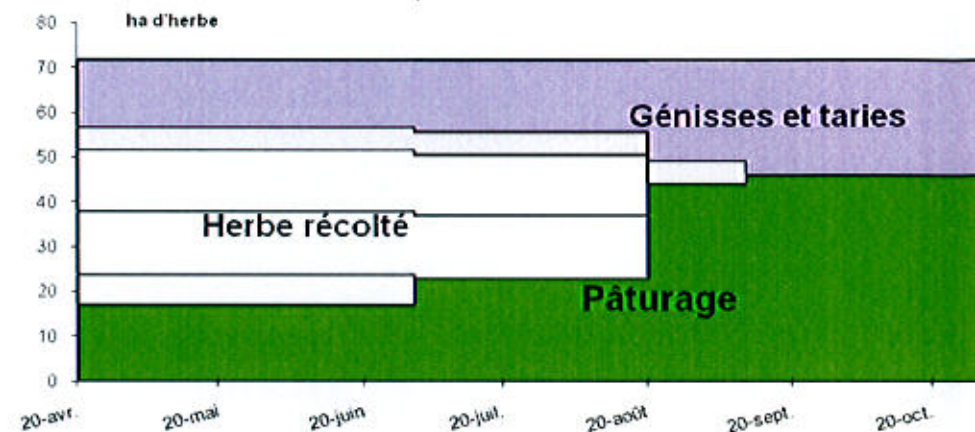 ha d'herbe
80
70
60
50
40
30
20
10
0
Génisses et taries
Herbe récolté
Pâturage
20-avr.
20-mai
20-juin
20-juil.
20-août
20-sept.
20-oct.